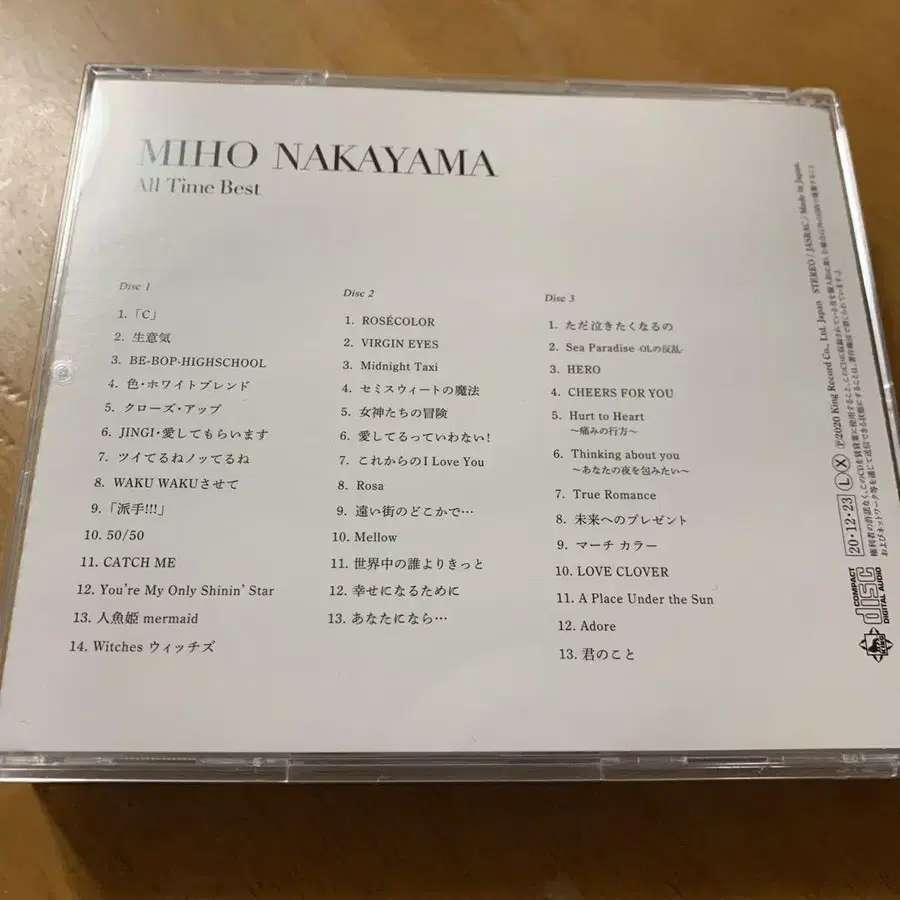 MIHO NAKAYAMA
All Time Best
Disc 1
1.「C」
2. 生意気
3. BE-BOP-HIGHSCHOOL
4. 色・ホワイトブレンド
5. クローズ・アップ
6. JINGI・愛してもらいます
7. ツイてるねノッてるね
8. WAKU WAKUさせて
9.「派手!!!」
10. 50/50
11. CATCH ME
12. You're My Only Shinin' Star
13. 人魚姫 mermaid
14. Witches ウィッチズ
Disc 2
1. ROSÉCOLOR
2. VIRGIN EYES
3. Midnight Taxi
4. セミスウィートの魔法
5. 女神たちの冒険
6. 愛してるっていわない!
7. これからのI Love You
8. Rosa
9. 遠い街のどこかで…
10. Mellow
11. 世界中の誰よりきっと
12. 幸せになるために
13. あなたになら…
Disc 3
1. ただ泣きたくなるの
2. Sea Paradise -OLの反乱-
3. HERO
4. CHEERS FOR YOU
5. Hurt to Heart
〜痛みの行方〜
6. Thinking about you
〜あなたの夜を包みたい〜
7. True Romance
8. 未来へのプレゼント
9. マーチ カラー
10. LOVE CLOVER
11. A Place Under the Sun
12. Adore
13. 君のこと
Ⓟ2020 King Record Co., Ltd. Japan STEREO / JASRAC / Made in Japan
20・12・23 Ⓛ Ⓧ
COMPACT
disc
DIGITAL AUDIO
KING